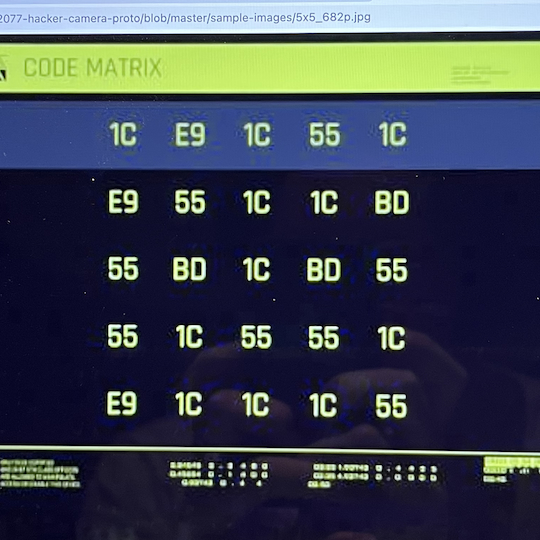 2077-hacker-camera-proto/blob/master/sample-images/5x5_682p.jpg
CODE MATRIX
1C E9 1C 55 1C
E9 55 1C 1C BD
55 BD 1C BD 55
55 1C 55 55 1C
E9 1C 1C 1C 55